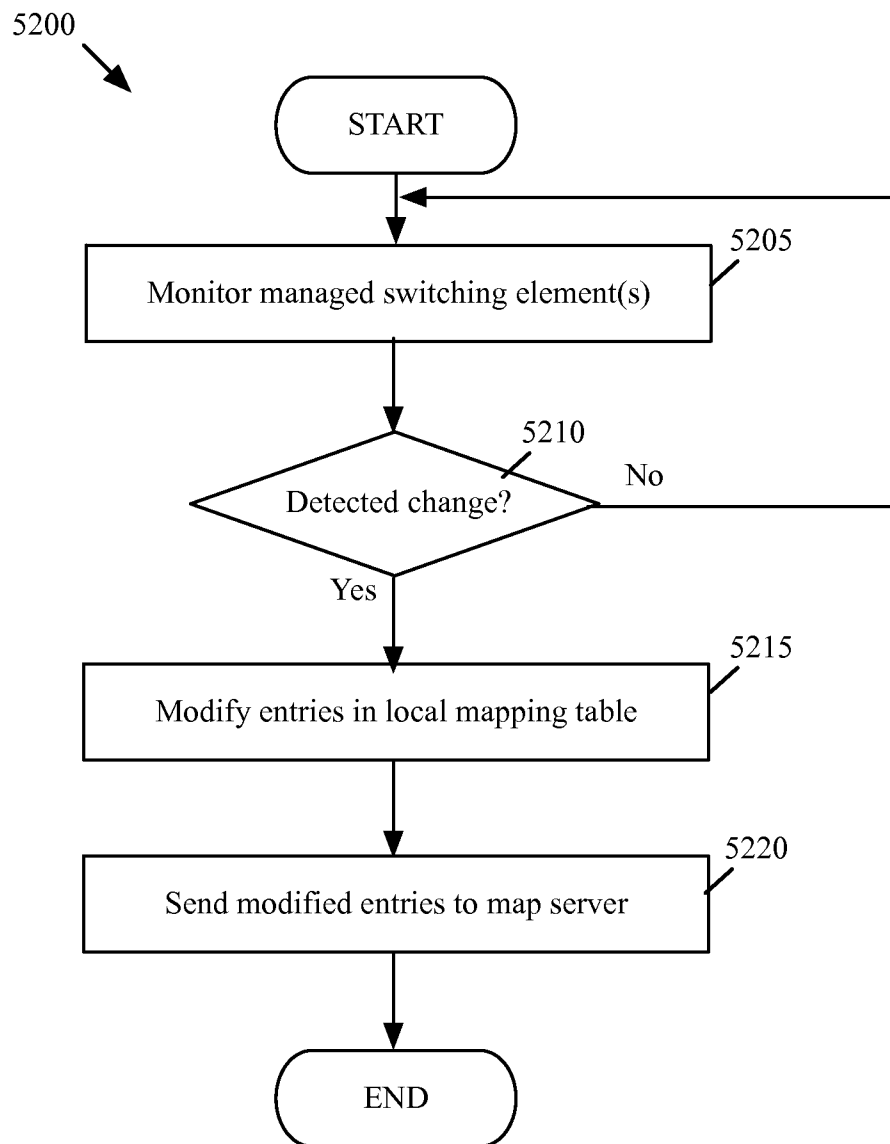 5200
START
5205
Monitor managed switching element(s)
5210
Detected change?
No
Yes
5215
Modify entries in local mapping table
5220
Send modified entries to map server
END